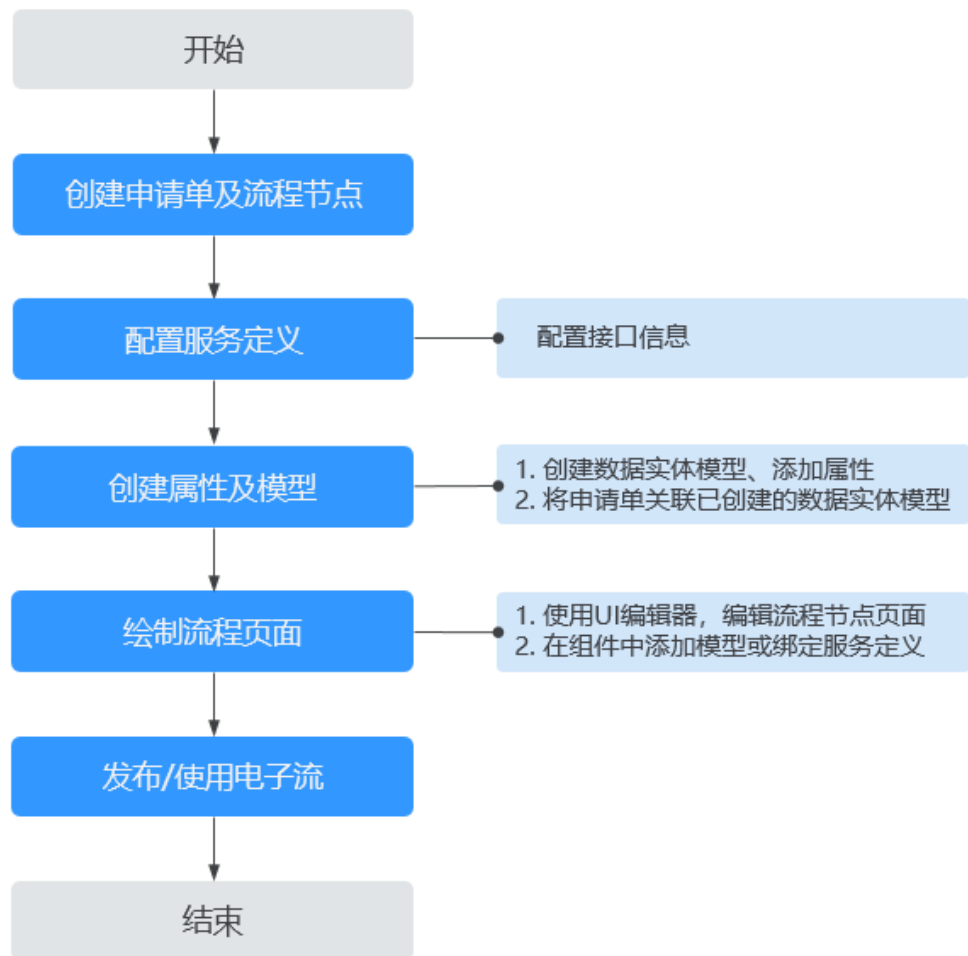 开始
创建申请单及流程节点
配置服务定义
配置接口信息
创建属性及模型
1. 创建数据实体模型、添加属性
2. 将申请单关联已创建的数据实体模型
绘制流程页面
1. 使用UI编辑器，编辑流程节点页面
2. 在组件中添加模型或绑定服务定义
发布/使用电子流
结束